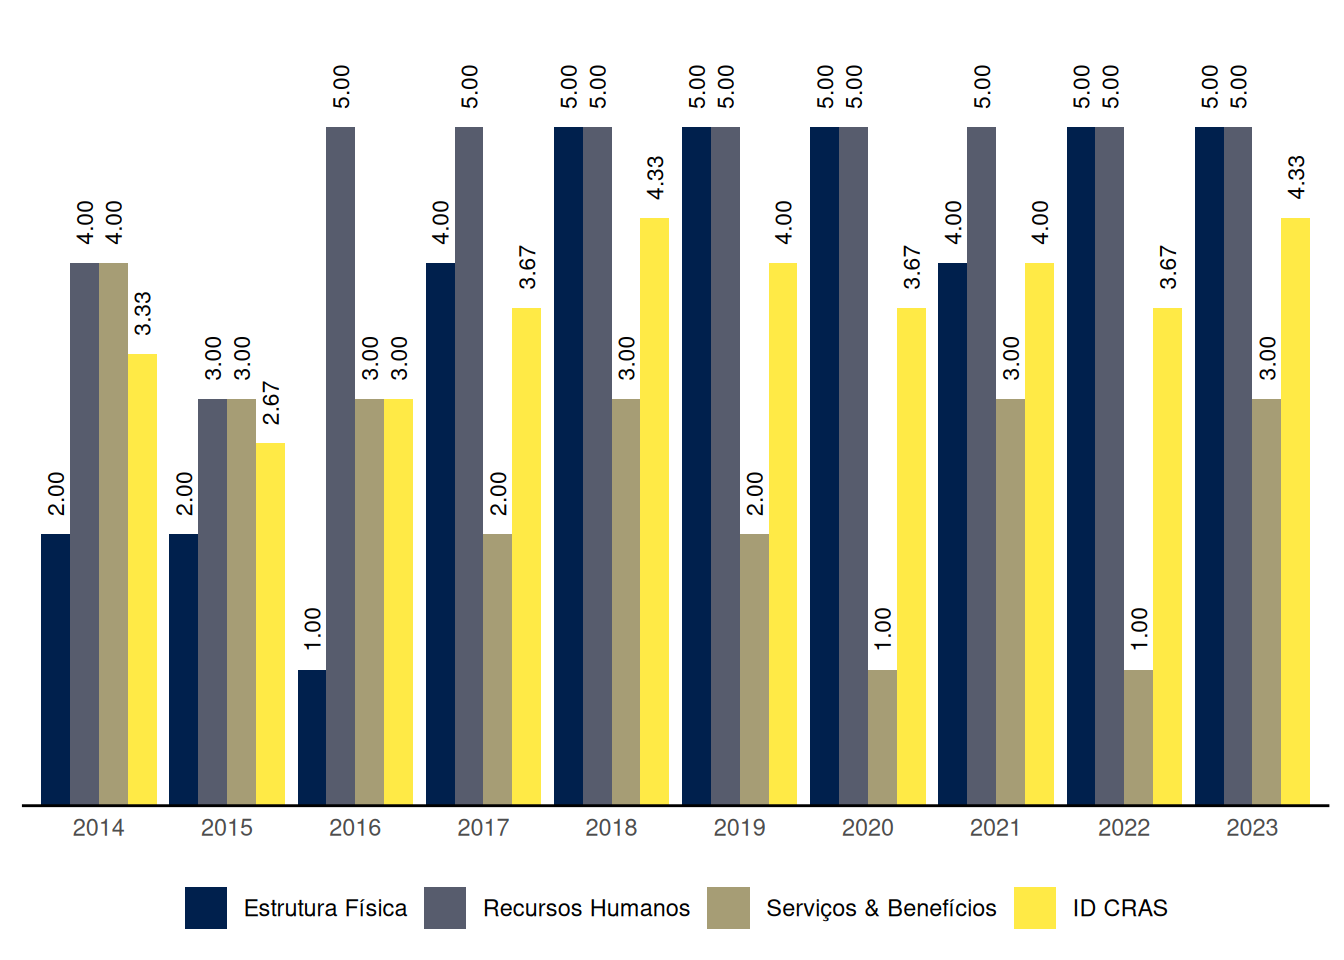 5.00 5.00 5.00 5.00 5.00 5.00 5.00 5.00 5.00 5.00 5.00 5.00 5.00
4.33 4.33
4.00 4.00 4.00 4.00 4.00 4.00
3.67 3.67 3.67
3.33
3.00 3.00 3.00 3.00 3.00 3.00 3.00
2.67
2.00 2.00 2.00 2.00
1.00 1.00 1.00
2014 2015 2016 2017 2018 2019 2020 2021 2022 2023
Estrutura Física Recursos Humanos Serviços & Benefícios ID CRAS